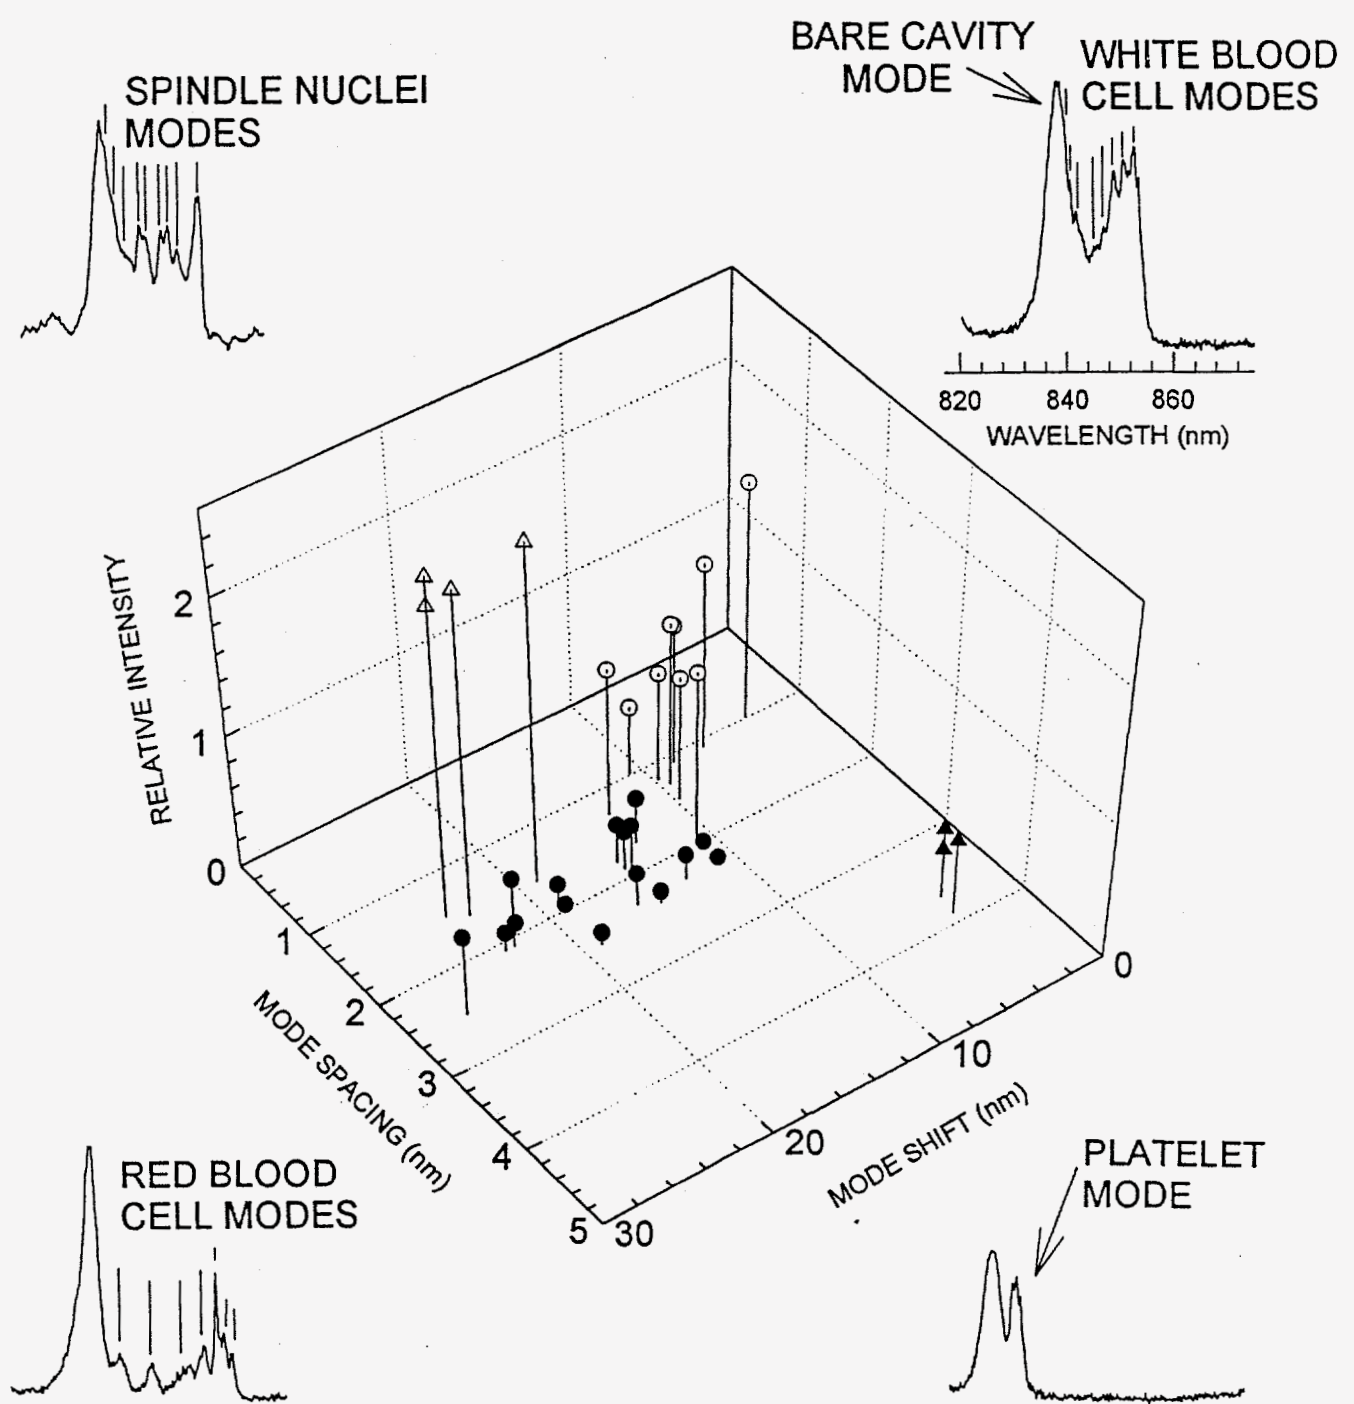 BARE CAVITY
MODE
WHITE BLOOD
CELL MODES
SPINDLE NUCLEI
MODES
820 840 860
WAVELENGTH (nm)
RELATIVE INTENSITY
2
1
0
1
2
3
4
5
MODE SPACING (nm)
0
10
20
30
MODE SHIFT (nm)
RED BLOOD
CELL MODES
PLATELET
MODE